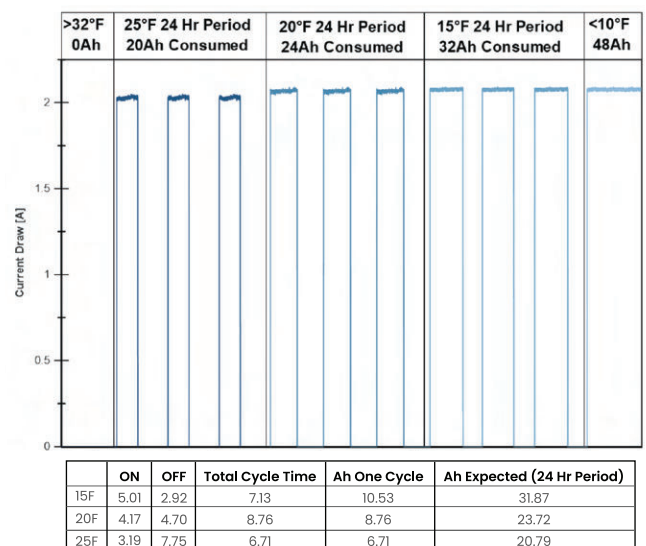 >32°F
0Ah
25°F 24 Hr Period
20Ah Consumed
20°F 24 Hr Period
24Ah Consumed
15°F 24 Hr Period
32Ah Consumed
<10°F
48Ah
Current Draw [A]
2
1.5
1
0.5
0
ON OFF Total Cycle Time Ah One Cycle Ah Expected (24 Hr Period)
15F 5.01 2.92 7.13 10.53 31.87
20F 4.17 4.70 8.76 8.76 23.72
25F 3.19 7.75 6.71 6.71 20.79